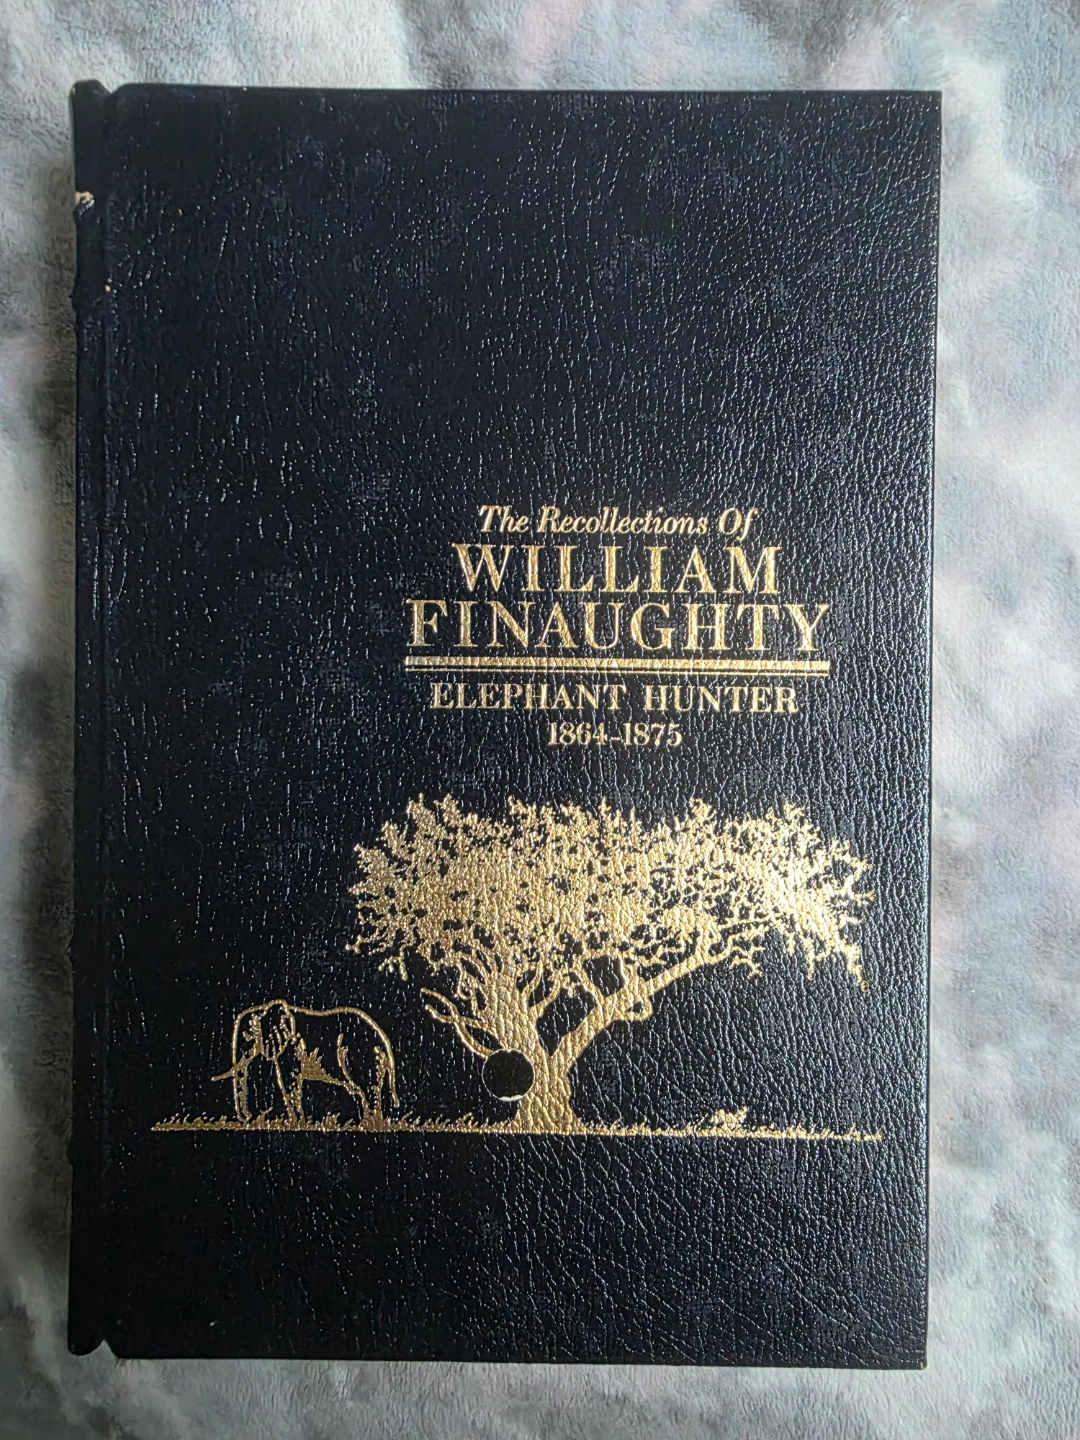 The Recollections Of
WILLIAM
FINAUGHTY
ELEPHANT HUNTER
1864-1875